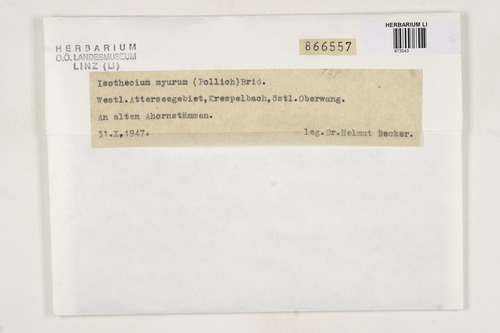 HERBARIUM
O.Ö. LANDESMUSEUM
LINZ (LI)
866557
HERBARIUM LI
Isothecium myurum (Pollich)Brid.
Westl.Atterseegebiet,Krespelbach,östl.Oberwang.
An alten Ahornstämmen.
31.X.1947. leg.Dr.Helmut Becker.